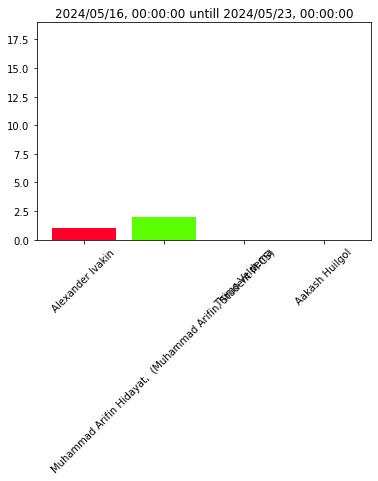 2024/05/16, 00:00:00 untill 2024/05/23, 00:00:00
17.5
15.0
12.5
10.0
7.5
5.0
2.5
0.0
Alexander Ivakin
Muhammad Arifin Hidayat, (Muhammad Arifin, Student M-CS)
Aakash Huilgol